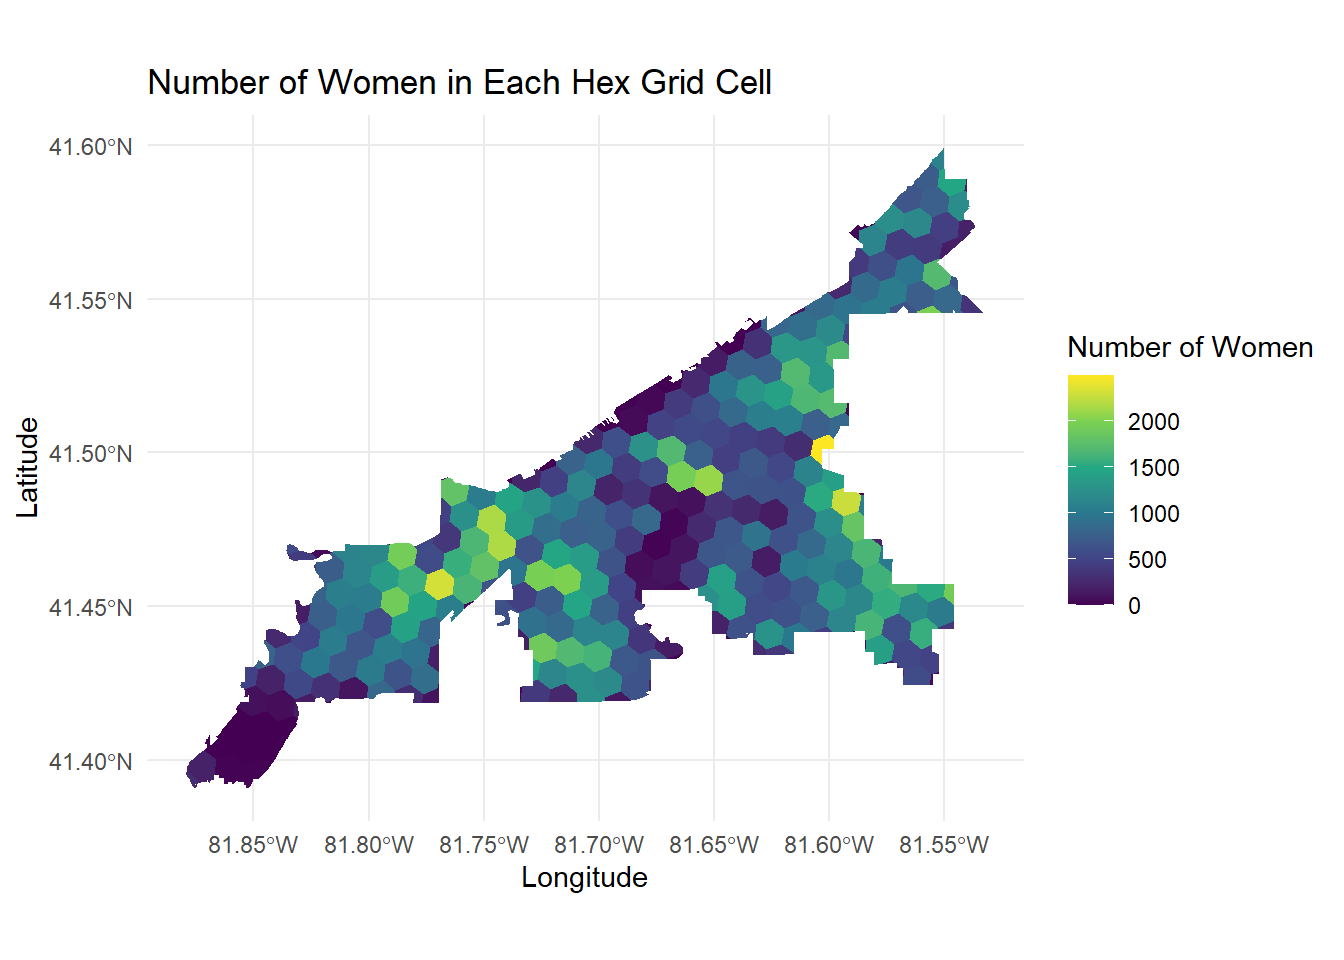 Number of Women in Each Hex Grid Cell
41.60°N
41.55°N
41.50°N
41.45°N
41.40°N
Latitude
81.85°W 81.80°W 81.75°W 81.70°W 81.65°W 81.60°W 81.55°W
Longitude
Number of Women
2000
1500
1000
500
0